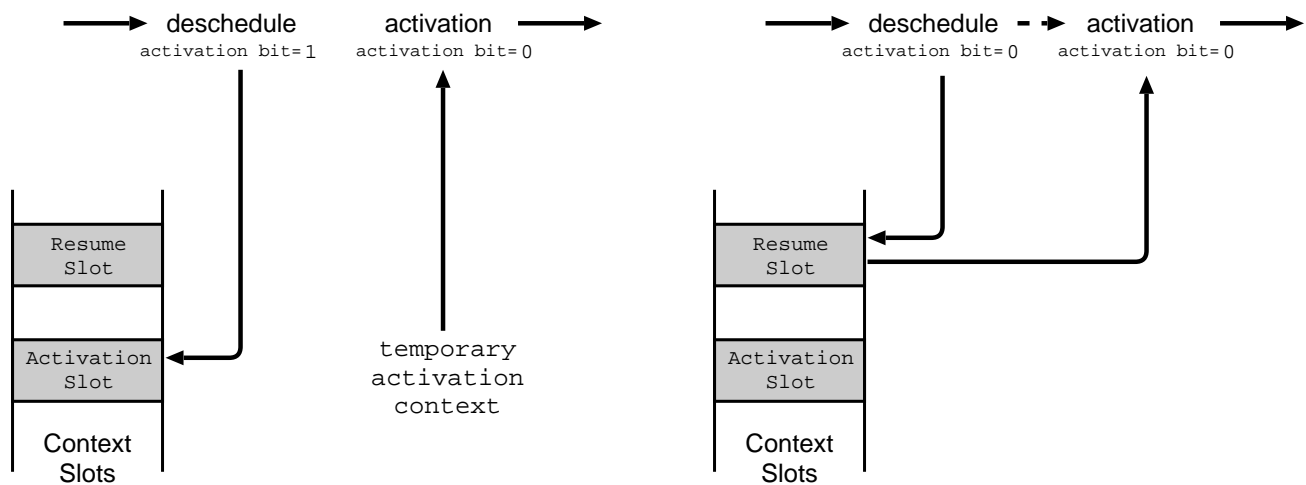 deschedule
activation bit=1
activation
activation bit=0
Resume
Slot
Activation
Slot
temporary
activation
context
Context
Slots
deschedule
activation bit=0
activation
activation bit=0
Resume
Slot
Activation
Slot
Context
Slots